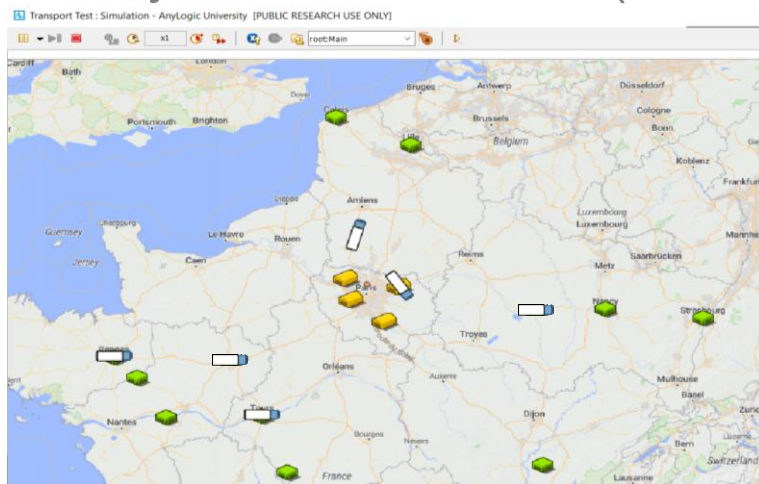 Transport Test : Simulation - AnyLogic University [PUBLIC RESEARCH USE ONLY]
x1
root:Main
Cardiff
London
Bath
Dover
Bruges
Antwerp
Düsseldorf
Portsmouth
Brighton
Calais
Brussels
Cologne
Lille
Belgium
Bonn
Koblenz
Frankfurt
Dieppe
Amiens
Cherbourg
Luxembourg
Luxembourg
Guernsey
Le Havre
Rouen
Mannhe
Jersey
Caen
Reims
Saarbrücken
Metz
Paris
Nancy
Strasbourg
Troyes
Rennes
Orléans
Auxerre
Mulhouse
Basel
Tours
Zuric
Nantes
Dijon
Bourges
Nevers
Bern
Lucerne
France
Switzerland
Lausanne